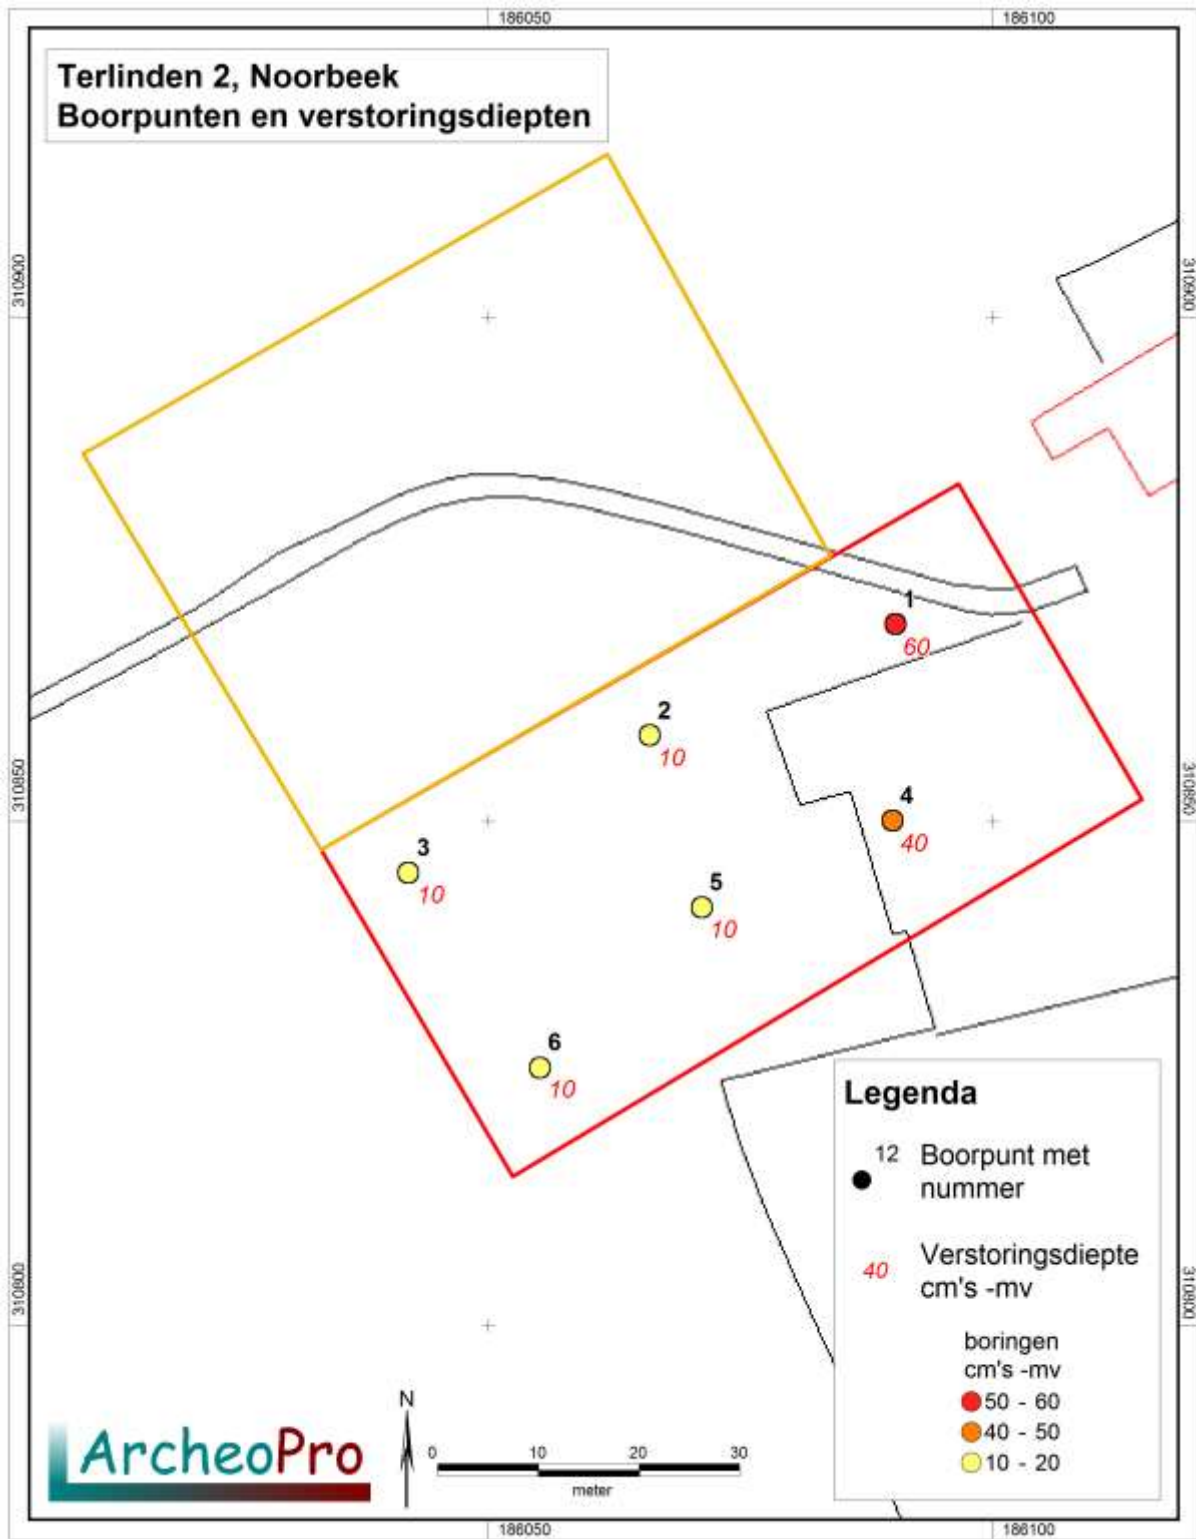 186050
186100
Terlinden 2, Noorbeek
Boorpunten en verstoringsdiepten
310900
310900
1
60
2
10
310850
310850
4
40
3
10
5
10
6
10
Legenda
12 Boorpunt met
nummer
40 Verstoringsdiepte
cm's -mv
310800
310800
boringen
cm's -mv
50 - 60
40 - 50
10 - 20
N
ArcheoPro
0 10 20 30
meter
186050
186100